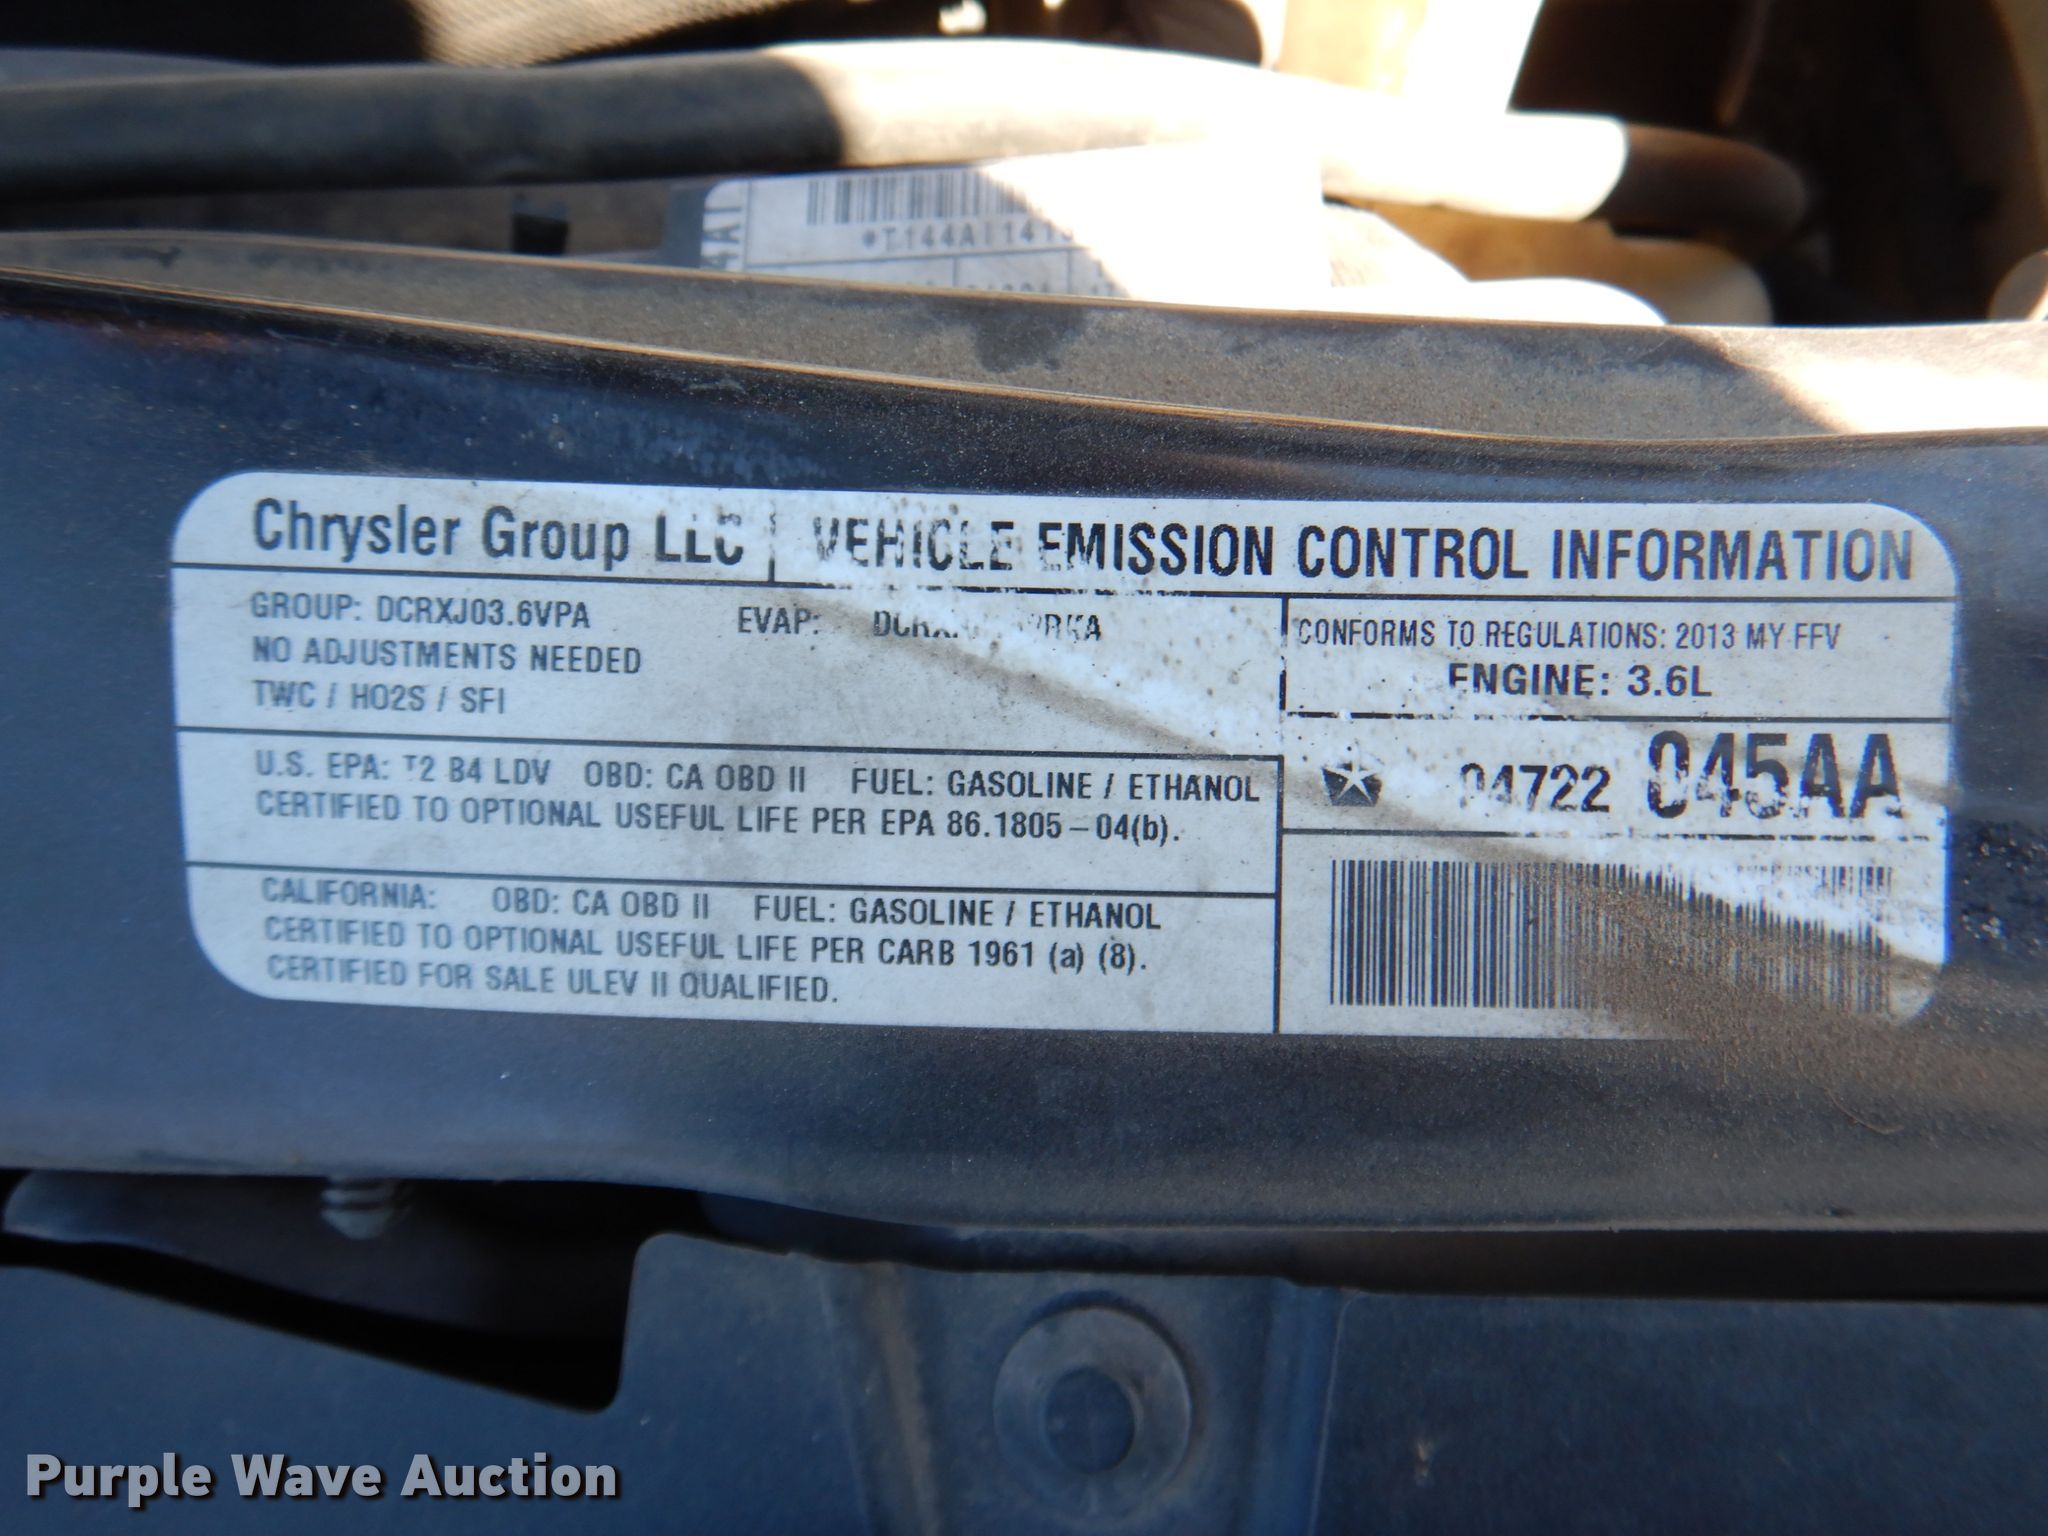 4A1
*T144A1141
Chrysler Group LLC VEHICLE EMISSION CONTROL INFORMATION
GROUP: DCRXJ03.6VPA EVAP:
NO ADJUSTMENTS NEEDED
TWC / HO2S / SFI
CONFORMS TO REGULATIONS: 2013 MY FFV
ENGINE: 3.6L
U.S. EPA: T2 B4 LDV OBD: CA OBD II FUEL: GASOLINE / ETHANOL
CERTIFIED TO OPTIONAL USEFUL LIFE PER EPA 86.1805-04(b).
04722 045AA
CALIFORNIA: OBD: CA OBD II FUEL: GASOLINE / ETHANOL
CERTIFIED TO OPTIONAL USEFUL LIFE PER CARB 1961 (a) (8).
CERTIFIED FOR SALE ULEV II QUALIFIED.
Purple Wave Auction